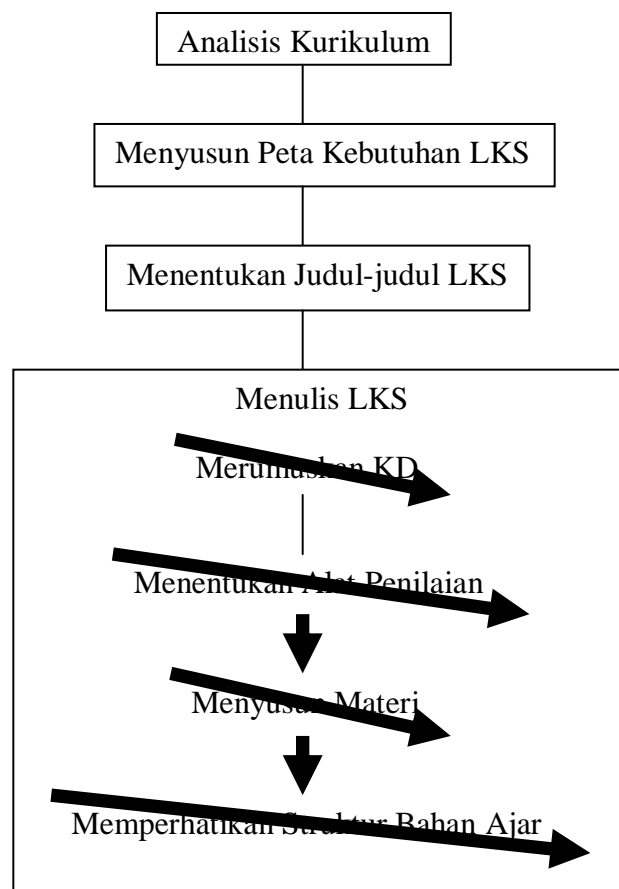 Analisis Kurikulum
Menyusun Peta Kebutuhan LKS
Menentukan Judul-judul LKS
Menulis LKS
Merumuskan KD
Menentukan Alat Penilaian
Menyusun Materi
Memperhatikan Struktur Bahan Ajar